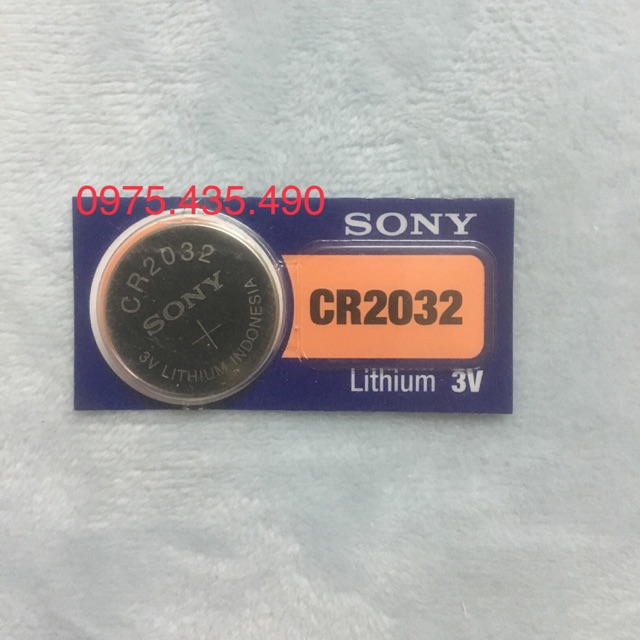 0975.435.490
SONY
CR2032
Lithium 3V
CR2032
SONY
+
3V LITHIUM INDONESIA